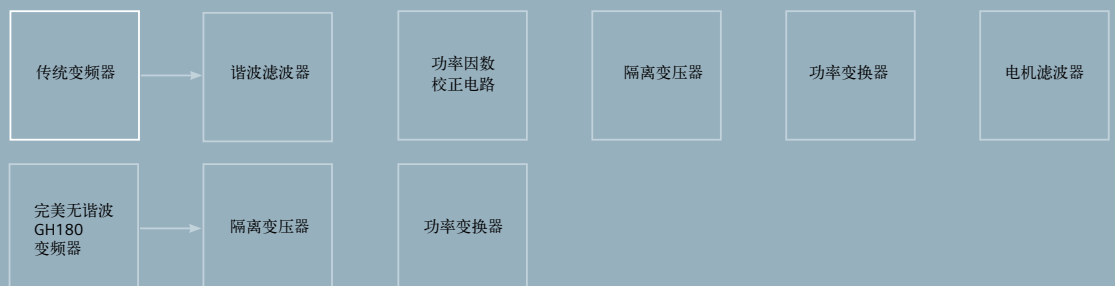 传统变频器
谐波滤波器
功率因数
校正电路
隔离变压器
功率变换器
电机滤波器
完美无谐波
GH180
变频器
隔离变压器
功率变换器